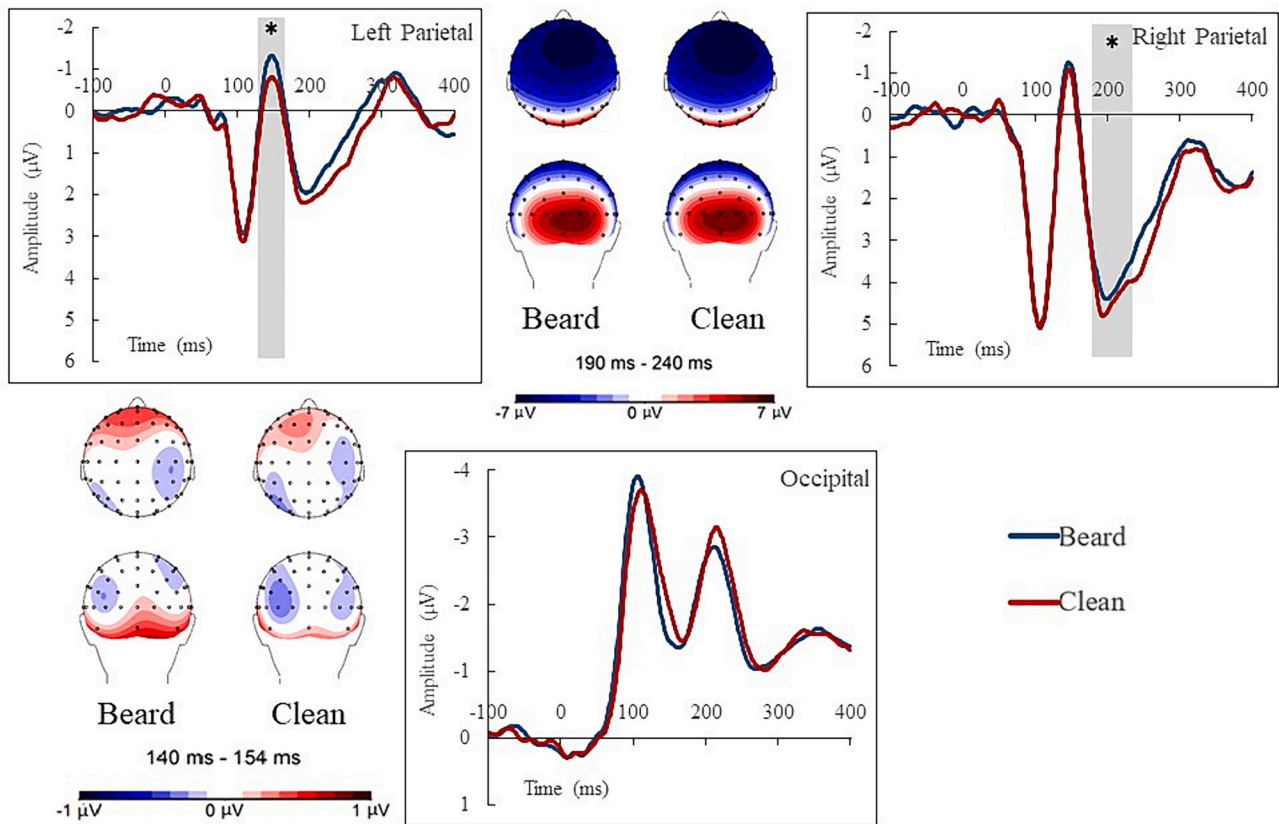 Left Parietal
*
-2
-1
0
1
2
3
4
5
6
-100 0 100 200 300 400
Amplitude (µV)
Time (ms)
Beard Clean
190 ms - 240 ms
-7 µV 0 µV 7 µV
Right Parietal
*
-2
-1
0
1
2
3
4
5
6
-100 0 100 200 300 400
Amplitude (µV)
Time (ms)
Beard Clean
140 ms - 154 ms
-1 µV 0 µV 1 µV
Occipital
-4
-3
-2
-1
0
1
-100 0 100 200 300 400
Amplitude (µV)
Time (ms)
Beard
Clean